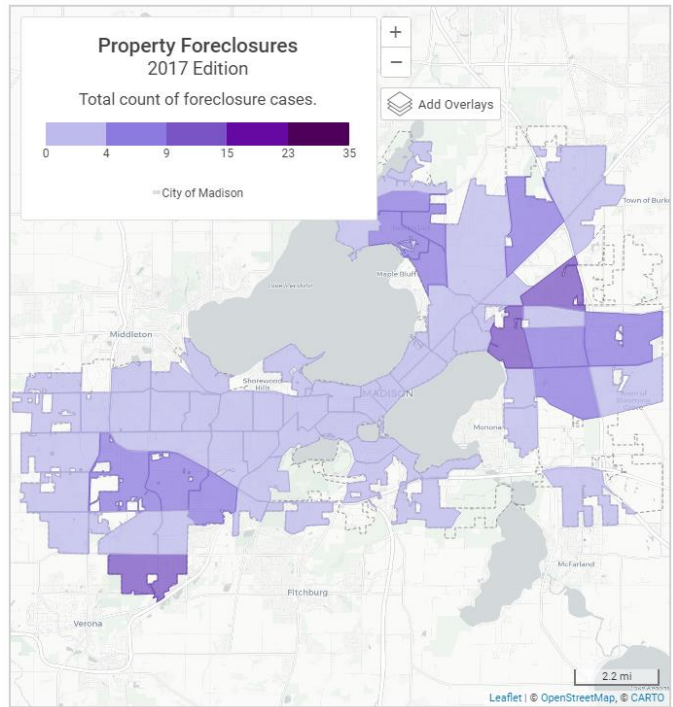 Property Foreclosures
2017 Edition
Total count of foreclosure cases.
0 4 9 15 23 35
City of Madison
+
−
Add Overlays
Town of Burke
Maple Bluff
Middleton
Shorewood
Hills
MADISON
Monona
McFarland
Fitchburg
Verona
2.2 mi
Leaflet | © OpenStreetMap, © CARTO